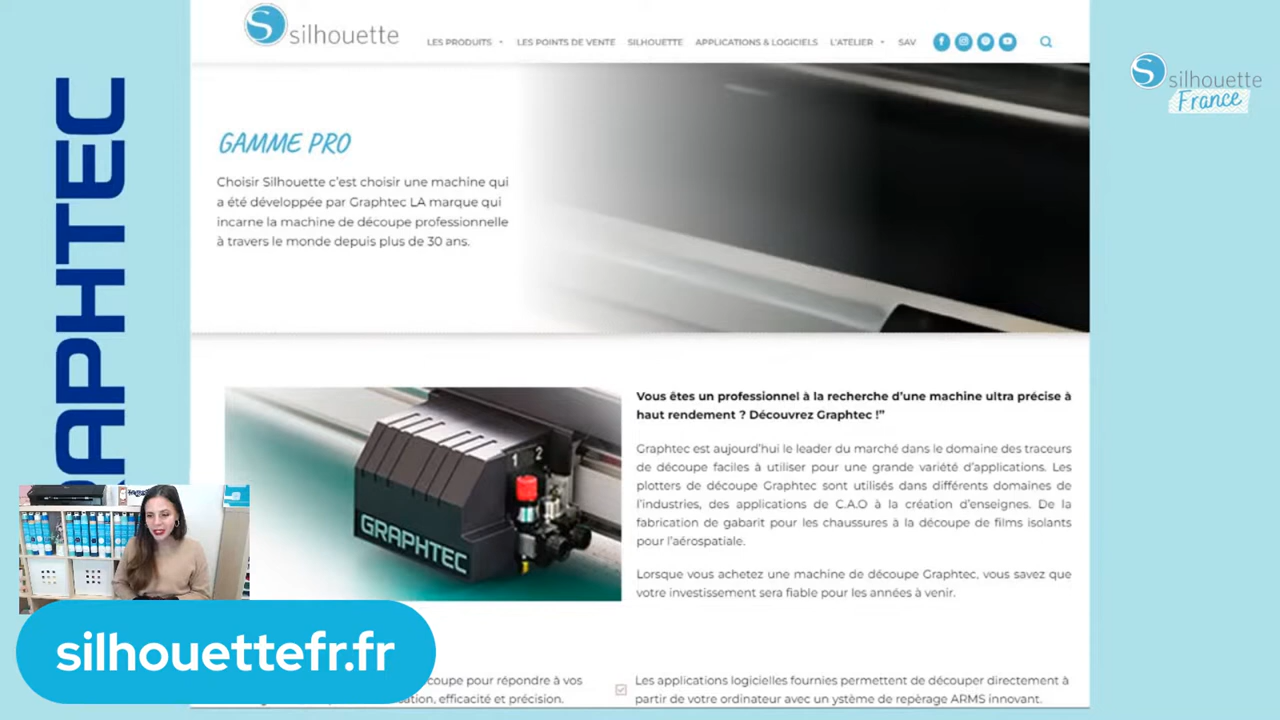 silhouette
LES PRODUITS
LES POINTS DE VENTE
SILHOUETTE
APPLICATIONS & LOGICIELS
L'ATELIER
SAV
silhouette
France
GRAPHTEC
GAMME PRO
Choisir Silhouette c'est choisir une machine qui
a été développée par Graphtec LA marque qui
incarne la machine de découpe professionnelle
à travers le monde depuis plus de 30 ans.
1 2
GRAPHTEC
Vous êtes un professionnel à la recherche d'une machine ultra précise à
haut rendement ? Découvrez Graphtec !"
Graphtec est aujourd'hui le leader du marché dans le domaine des traceurs
de découpe faciles à utiliser pour une grande variété d'applications. Les
plotters de découpe Graphtec sont utilisés dans différents domaines de
l'industries, des applications de C.A.O à la création d'enseignes. De la
fabrication de gabarit pour les chaussures à la découpe de films isolants
pour l'aérospatiale.
Lorsque vous achetez une machine de découpe Graphtec, vous savez que
votre investissement sera fiable pour les années à venir.
silhouettefr.fr
pour répondre à vos
efficacité et précision.
Les applications logicielles fournies permettent de découper directement à
partir de votre ordinateur avec un ystème de repèrage ARMS innovant.